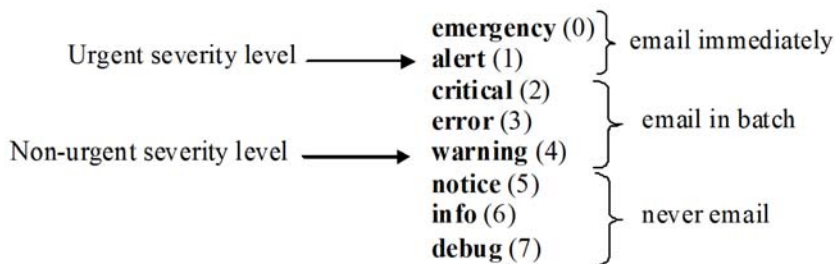 emergency (0)
email immediately
Urgent severity level
alert (1)
critical (2)
error (3)
email in batch
Non-urgent severity level
warning (4)
notice (5)
info (6)
never email
debug (7)